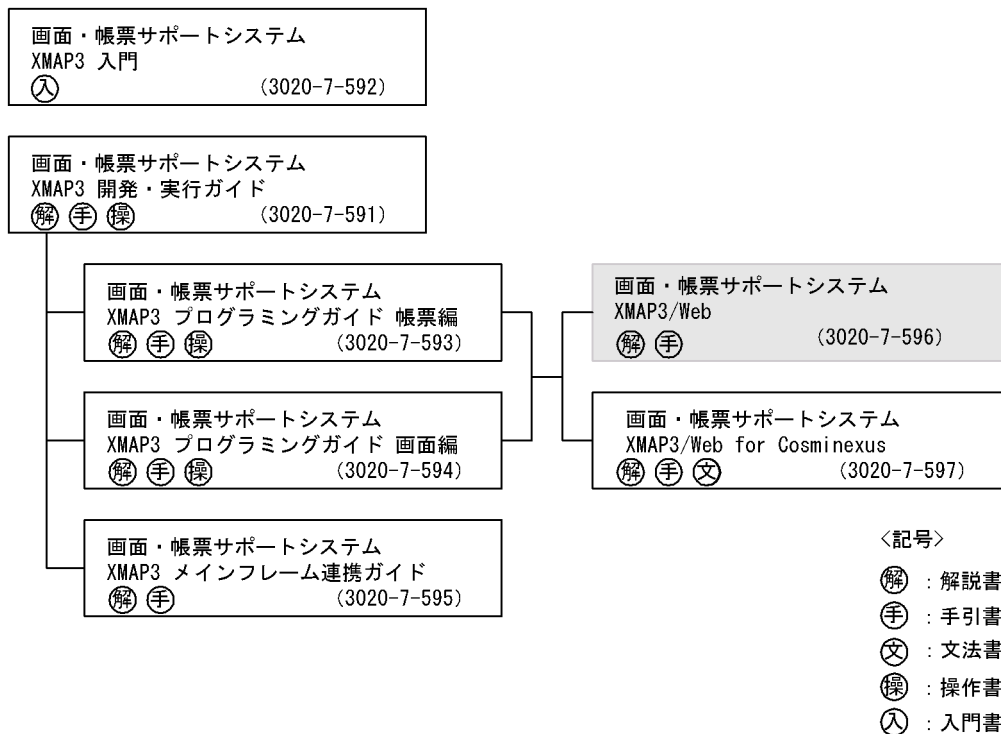 画面・帳票サポートシステム
XMAP3 入門
入 (3020-7-592)
画面・帳票サポートシステム
XMAP3 開発・実行ガイド
解 手 操 (3020-7-591)
画面・帳票サポートシステム
XMAP3 プログラミングガイド 帳票編
解 手 操 (3020-7-593)
画面・帳票サポートシステム
XMAP3/Web
解 手 (3020-7-596)
画面・帳票サポートシステム
XMAP3 プログラミングガイド 画面編
解 手 操 (3020-7-594)
画面・帳票サポートシステム
XMAP3/Web for Cosminexus
解 手 文 (3020-7-597)
画面・帳票サポートシステム
XMAP3 メインフレーム連携ガイド
解 手 (3020-7-595)
<記号>
解 : 解説書
手 : 手引書
文 : 文法書
操 : 操作書
入 : 入門書